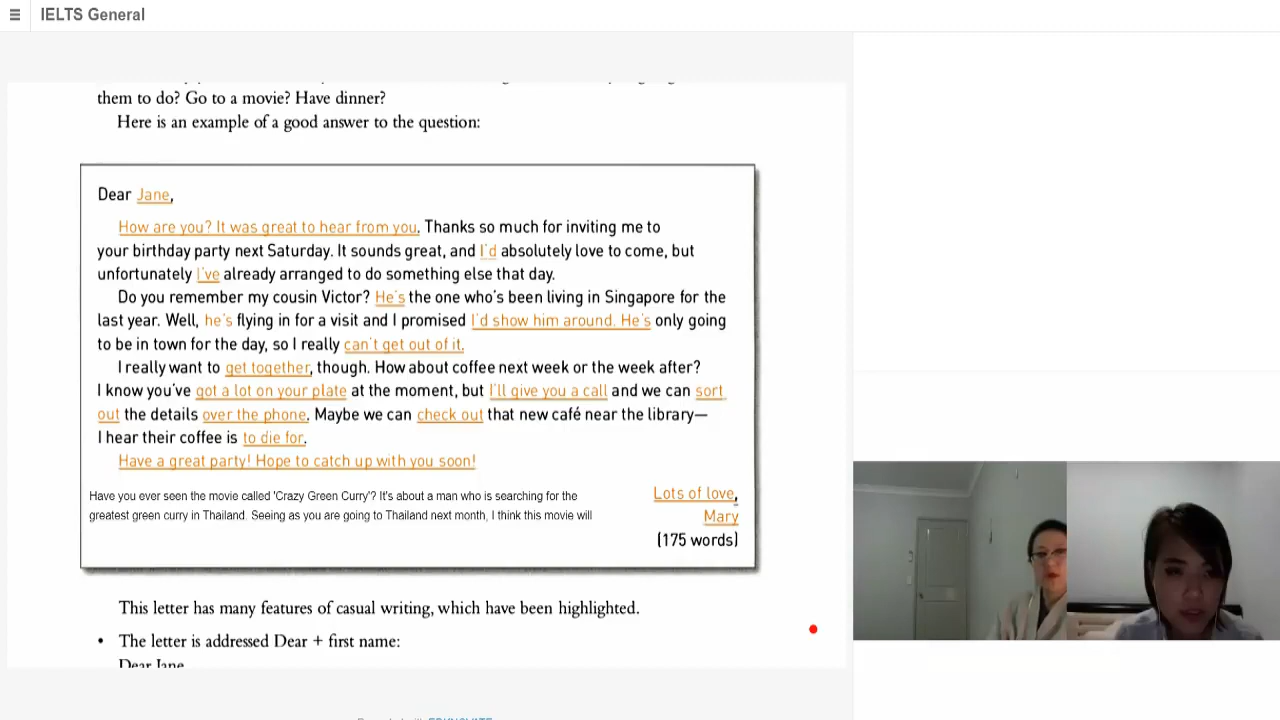 IELTS General
them to do? Go to a movie? Have dinner?
Here is an example of a good answer to the question:
Dear Jane,
How are you? It was great to hear from you. Thanks so much for inviting me to
your birthday party next Saturday. It sounds great, and I'd absolutely love to come, but
unfortunately I've already arranged to do something else that day.
Do you remember my cousin Victor? He's the one who's been living in Singapore for the
last year. Well, he's flying in for a visit and I promised I'd show him around. He's only going
to be in town for the day, so I really can't get out of it.
I really want to get together, though. How about coffee next week or the week after?
I know you've got a lot on your plate at the moment, but I'll give you a call and we can sort
out the details over the phone. Maybe we can check out that new café near the library—
I hear their coffee is to die for.
Have a great party! Hope to catch up with you soon!
Have you ever seen the movie called 'Crazy Green Curry'? It's about a man who is searching for the
greatest green curry in Thailand. Seeing as you are going to Thailand next month, I think this movie will
Lots of love,
Mary
(175 words)
This letter has many features of casual writing, which have been highlighted.
• The letter is addressed Dear + first name:
Dear Jane